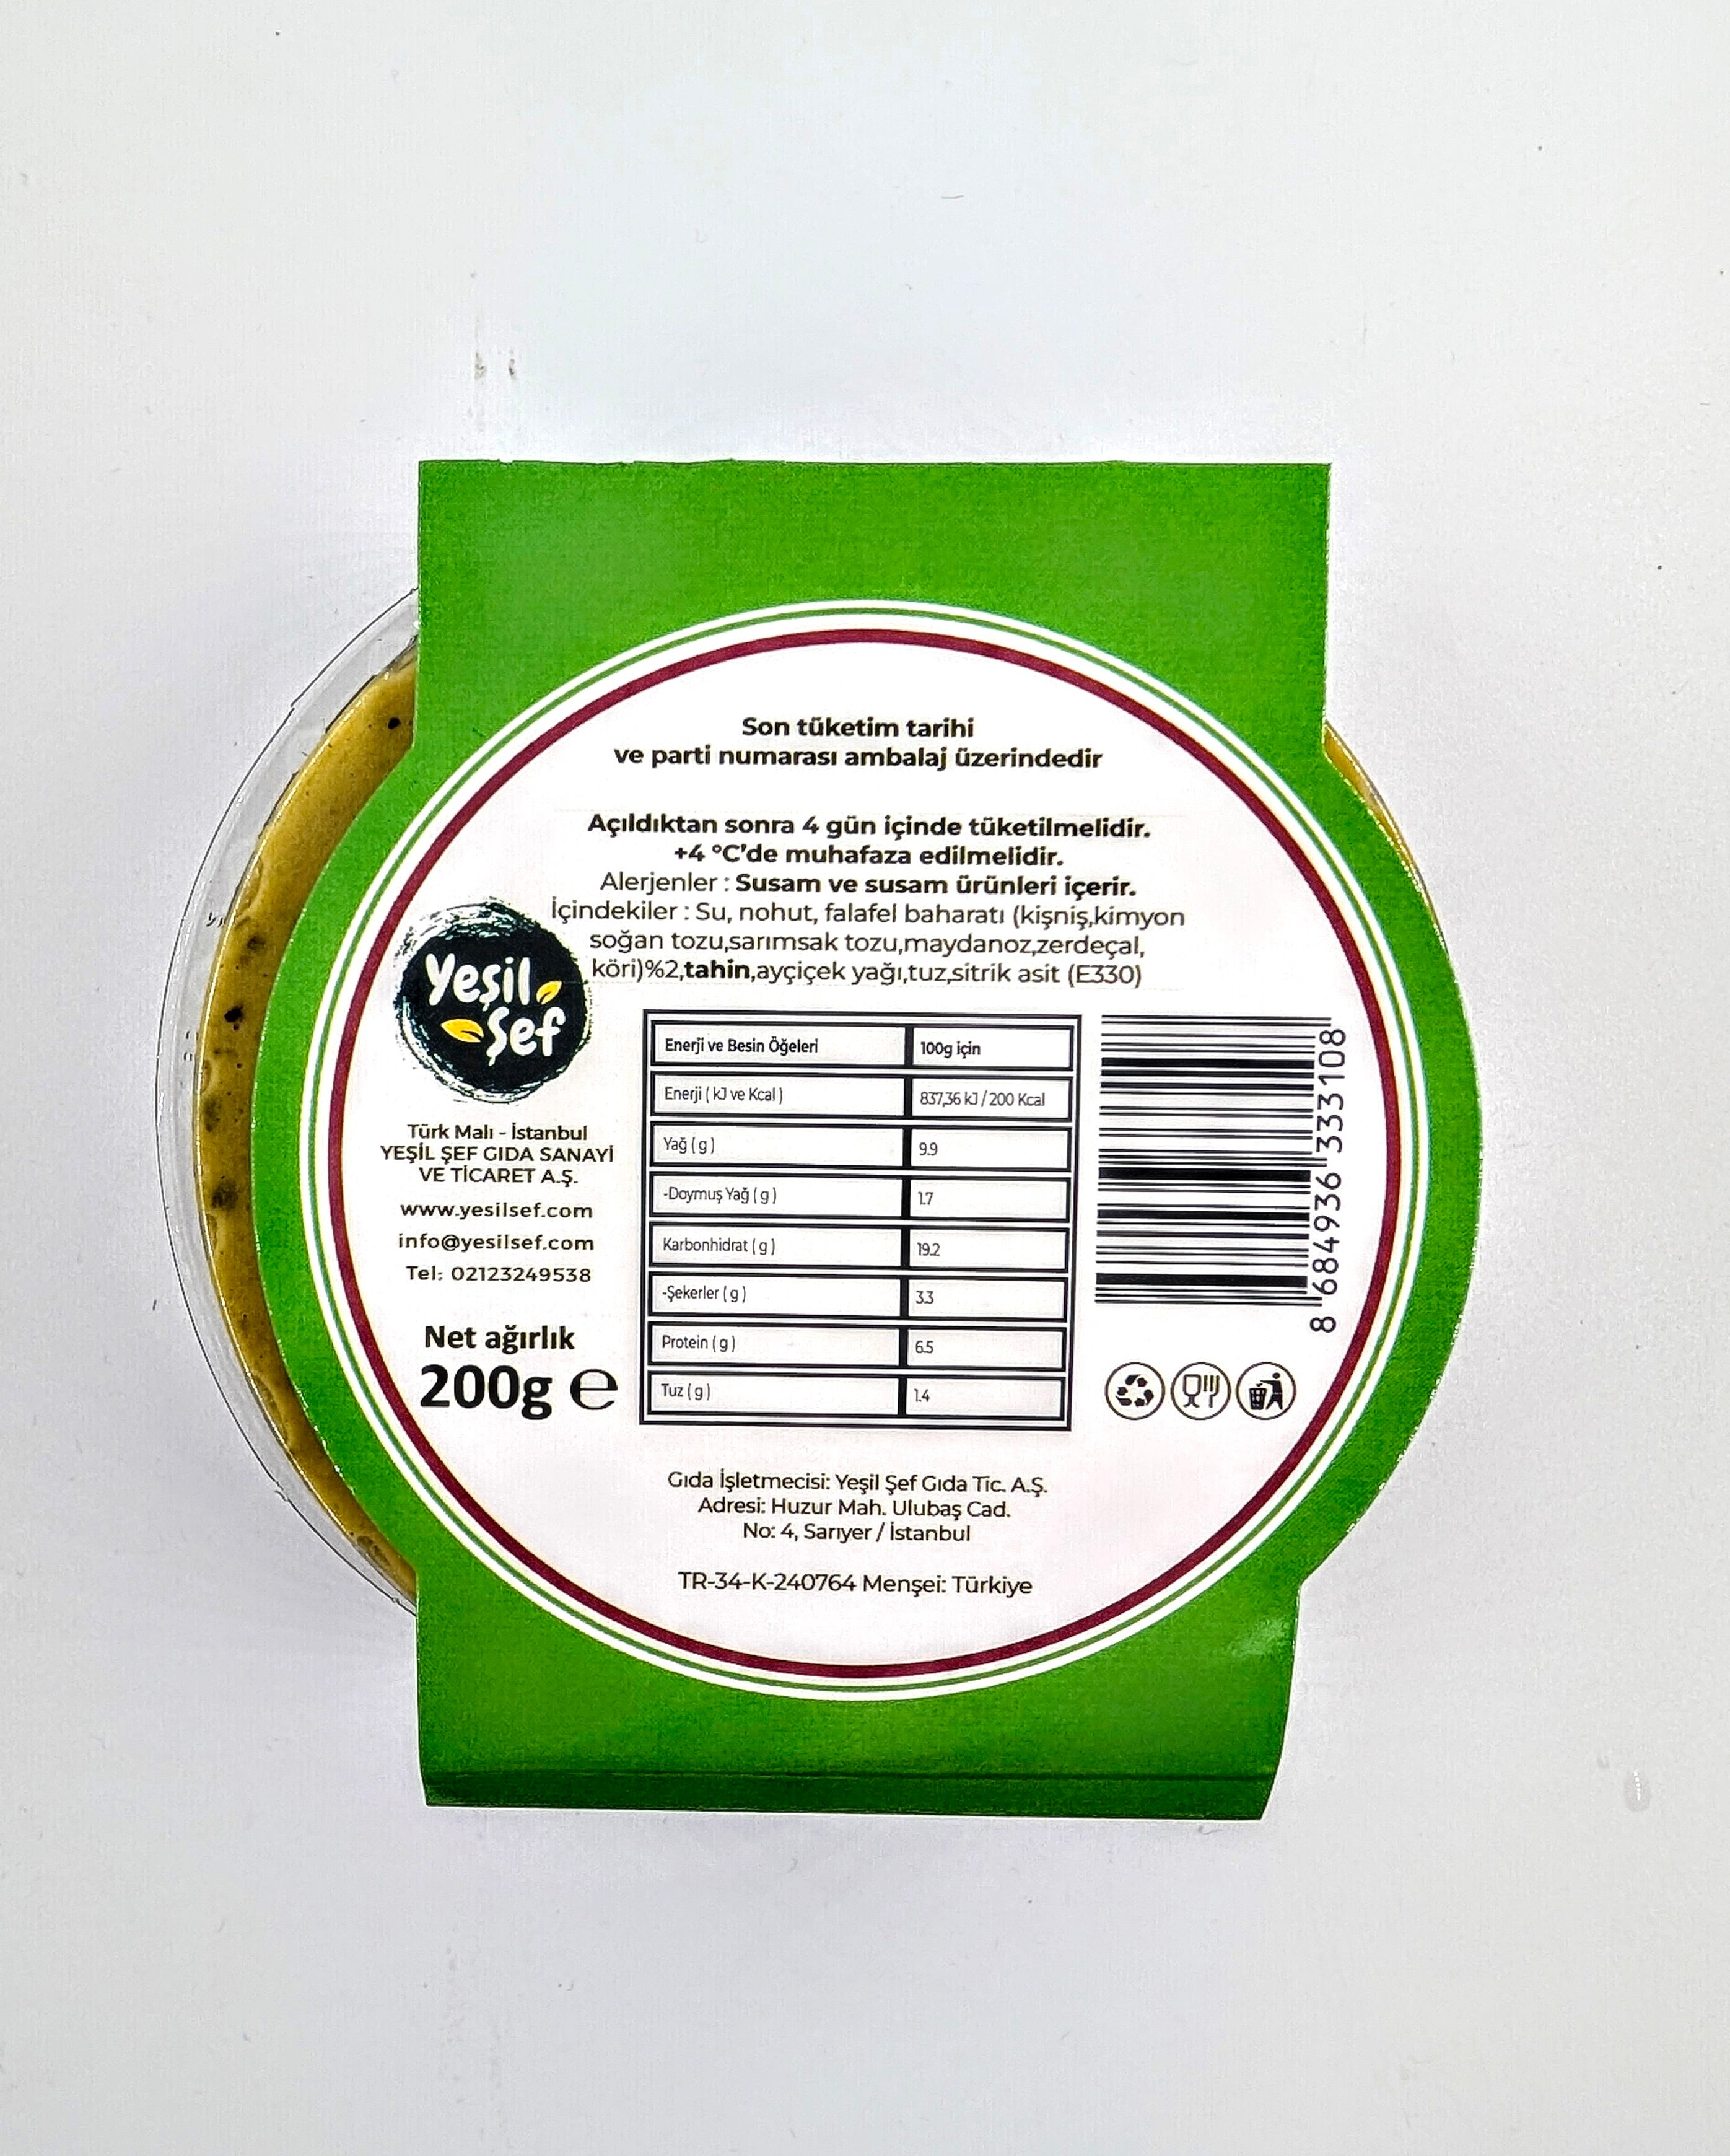 Son tüketim tarihi
ve parti numarası ambalaj üzerindedir
Açıldıktan sonra 4 gün içinde tüketilmelidir.
+4 °C'de muhafaza edilmelidir.
Alerjenler : Susam ve susam ürünleri içerir.
İçindekiler : Su, nohut, falafel baharatı (kişniş,kimyon
soğan tozu,sarımsak tozu,maydanoz,zerdeçal,
köri)%2,tahin,ayçiçek yağı,tuz,sitrik asit (E330)
Yeşil
Şef
Türk Malı - İstanbul
YEŞİL ŞEF GIDA SANAYİ
VE TİCARET A.Ş.
www.yesilsef.com
info@yesilsef.com
Tel: 02123249538
Net ağırlık
200g ℮
Enerji ve Besin Öğeleri 100g için
Enerji ( kJ ve Kcal ) 837,36 kJ / 200 Kcal
Yağ ( g ) 9.9
-Doymuş Yağ ( g ) 1.7
Karbonhidrat ( g ) 19.2
-Şekerler ( g ) 3.3
Protein ( g ) 6.5
Tuz ( g ) 1.4
8 684936 333108
Gıda İşletmecisi: Yeşil Şef Gıda Tic. A.Ş.
Adresi: Huzur Mah. Ulubaş Cad.
No: 4, Sarıyer / İstanbul
TR-34-K-240764 Menşei: Türkiye